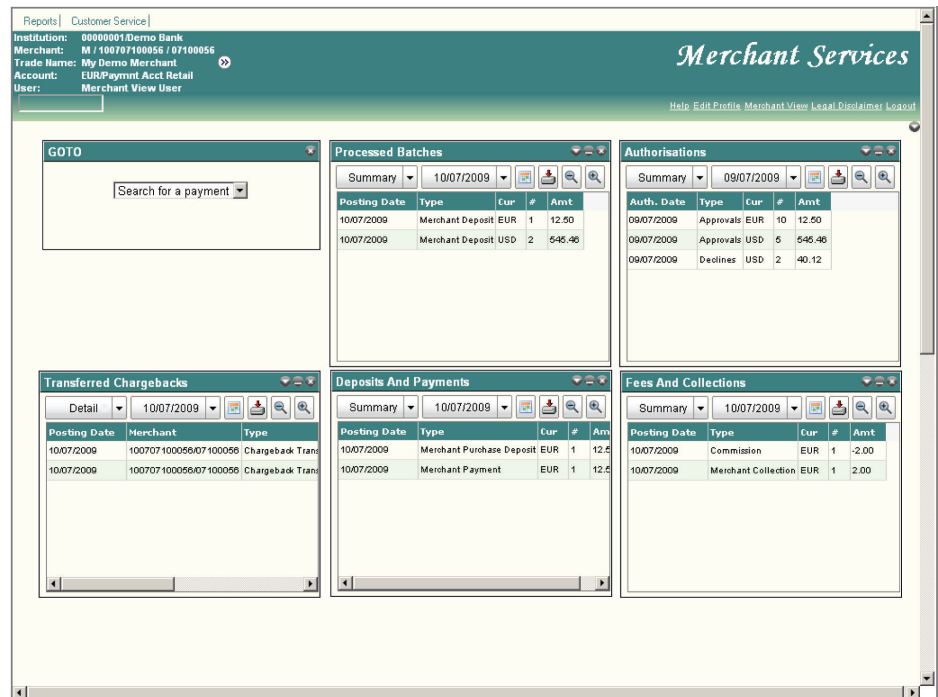 Reports| Customer Service|
Institution: 00000001/Demo Bank
Merchant: M / 100707100056 / 07100056
Trade Name: My Demo Merchant
Account: EUR/Paymnt Acct Retail
User: Merchant View User
Merchant Services
Help Edit Profile Merchant View Legal Disclaimer Logout
GOTO
Search for a payment
Processed Batches
Summary 10/07/2009
Posting Date Type Cur # Amt
10/07/2009 Merchant Deposit EUR 1 12.50
10/07/2009 Merchant Deposit USD 2 545.46
Authorisations
Summary 09/07/2009
Auth. Date Type Cur # Amt
09/07/2009 Approvals EUR 10 12.50
09/07/2009 Approvals USD 5 545.46
09/07/2009 Declines USD 2 40.12
Transferred Chargebacks
Detail 10/07/2009
Posting Date Merchant Type
10/07/2009 100707100056/07100056 Chargeback Trans
10/07/2009 100707100056/07100056 Chargeback Trans
Deposits And Payments
Summary 10/07/2009
Posting Date Type Cur # Am
10/07/2009 Merchant Purchase Deposit EUR 1 12.5
10/07/2009 Merchant Payment EUR 1 12.5
Fees And Collections
Summary 10/07/2009
Posting Date Type Cur # Amt
10/07/2009 Commission EUR 1 -2.00
10/07/2009 Merchant Collection EUR 1 2.00